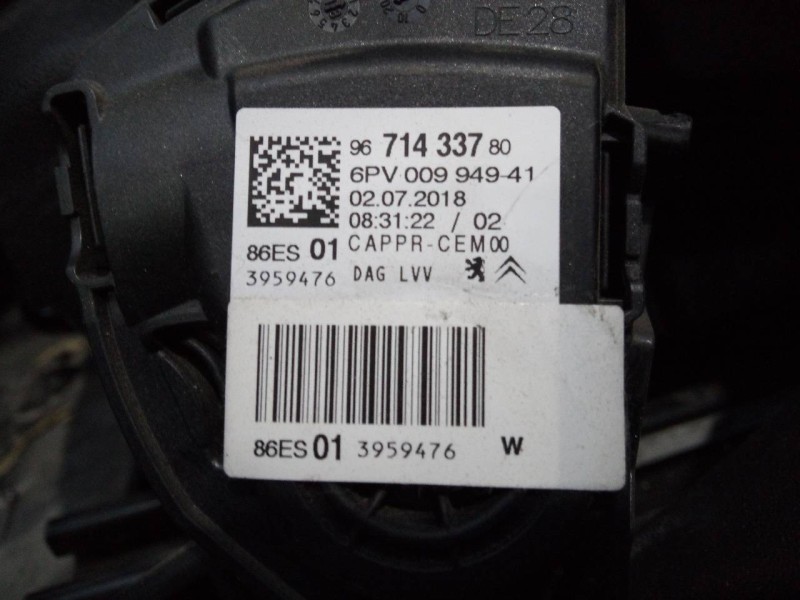 DE28
96 714 337 80
6PV 009 949-41
02.07.2018
08:31:22 / 02
86ES 01 CAPPR-CEM00
3959476 DAG LVV
86ES 01 3959476 W